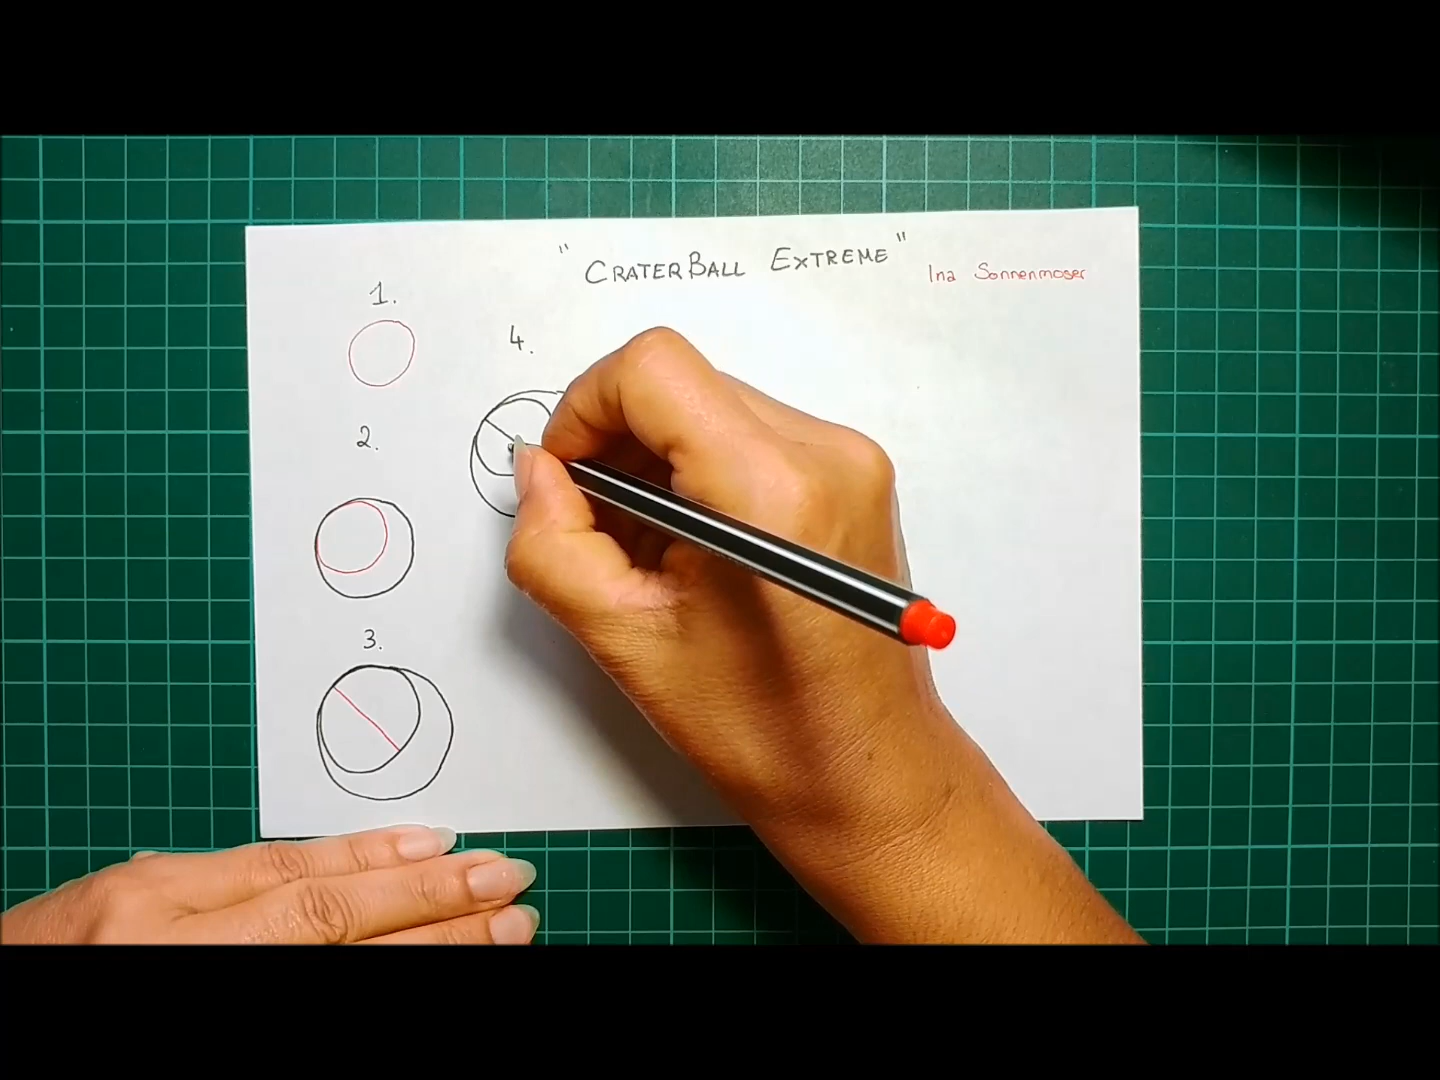 " CRATERBALL EXTREME "
Ina Sonnenmoser
1.
2.
3.
4.